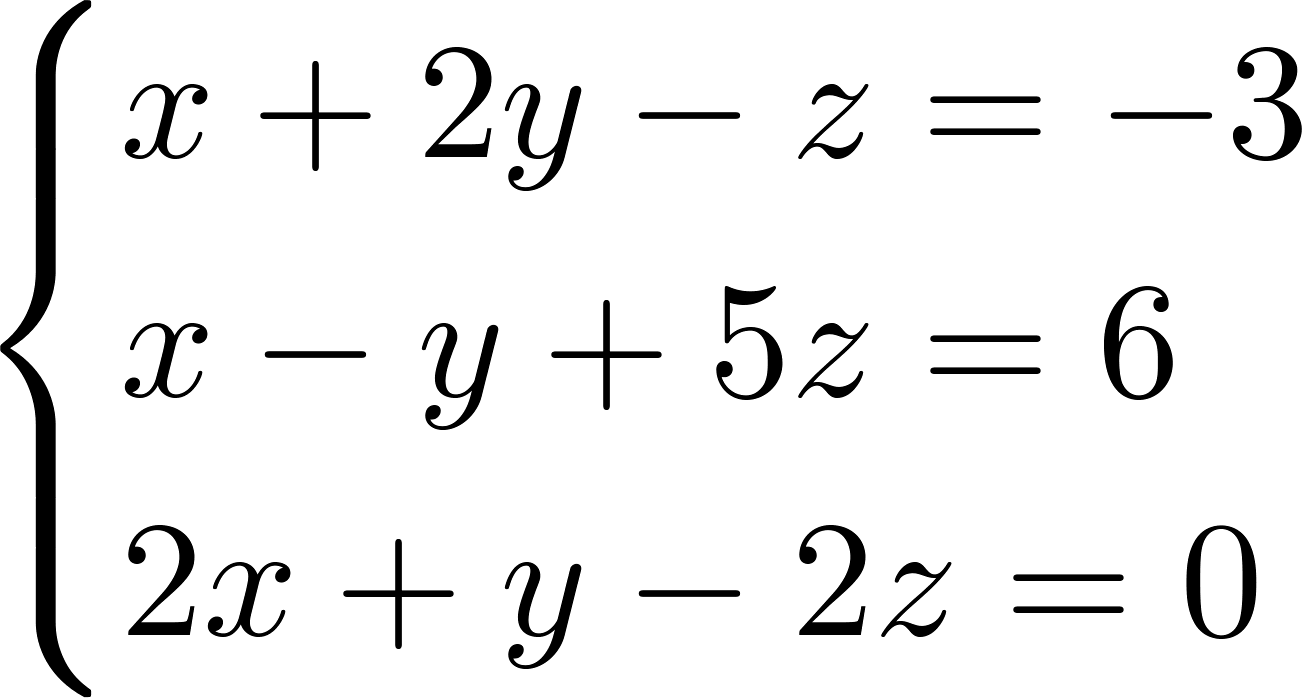 x + 2y − z = −3
x − y + 5z = 6
2x + y − 2z = 0